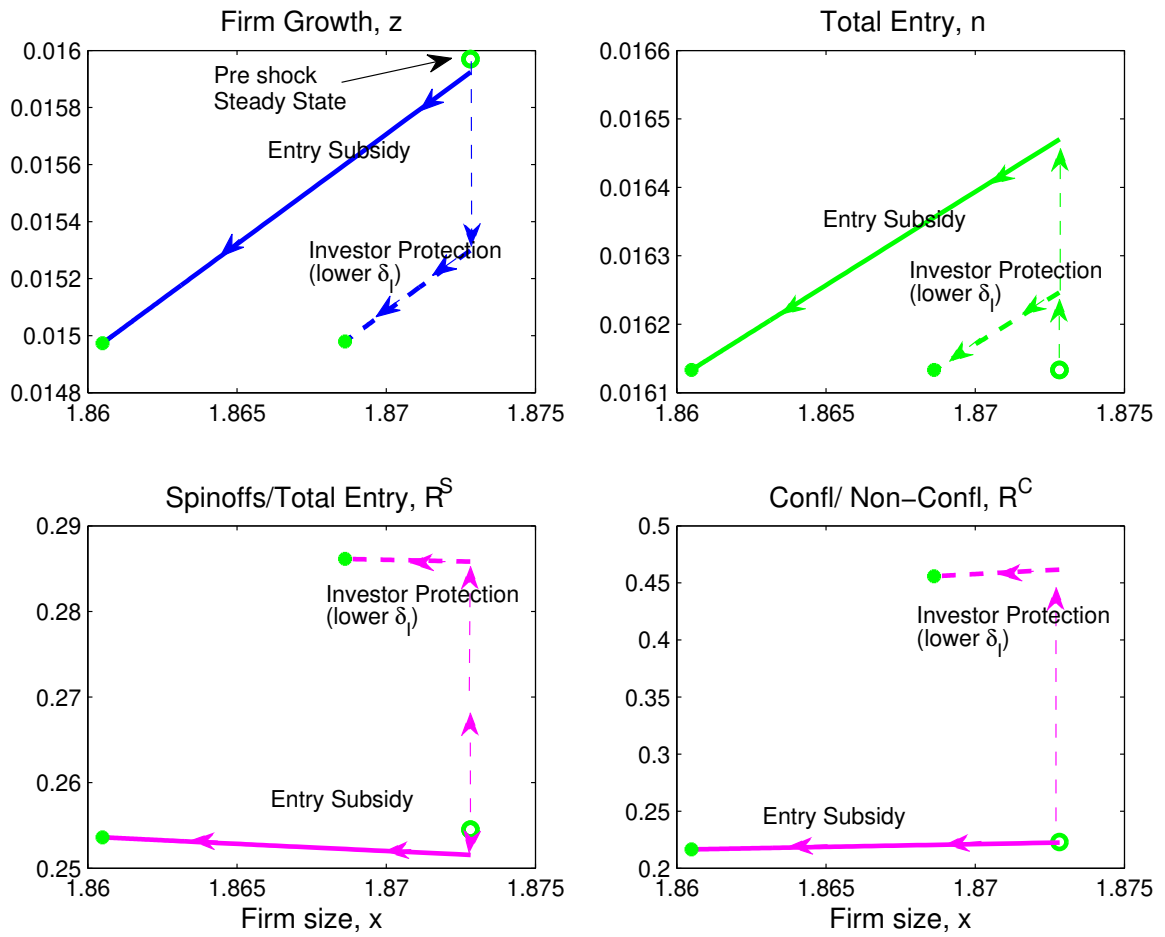 Firm Growth, z
0.016
0.0158
0.0156
0.0154
0.0152
0.015
0.0148
Pre shock
Steady State
Entry Subsidy
Investor Protection
(lower δ_I)
1.86
1.865
1.87
1.875
Total Entry, n
0.0166
0.0165
0.0164
0.0163
0.0162
0.0161
Entry Subsidy
Investor Protection
(lower δ_I)
1.86
1.865
1.87
1.875
Spinoffs/Total Entry, R^S
0.29
0.28
0.27
0.26
0.25
Investor Protection
(lower δ_I)
Entry Subsidy
1.86
1.865
1.87
1.875
Firm size, x
Confl/ Non−Confl, R^C
0.5
0.45
0.4
0.35
0.3
0.25
0.2
Investor Protection
(lower δ_I)
Entry Subsidy
1.86
1.865
1.87
1.875
Firm size, x